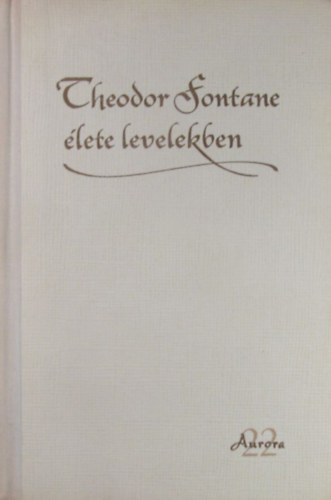 Theodor Fontane
élete levelekben
Aurora
22